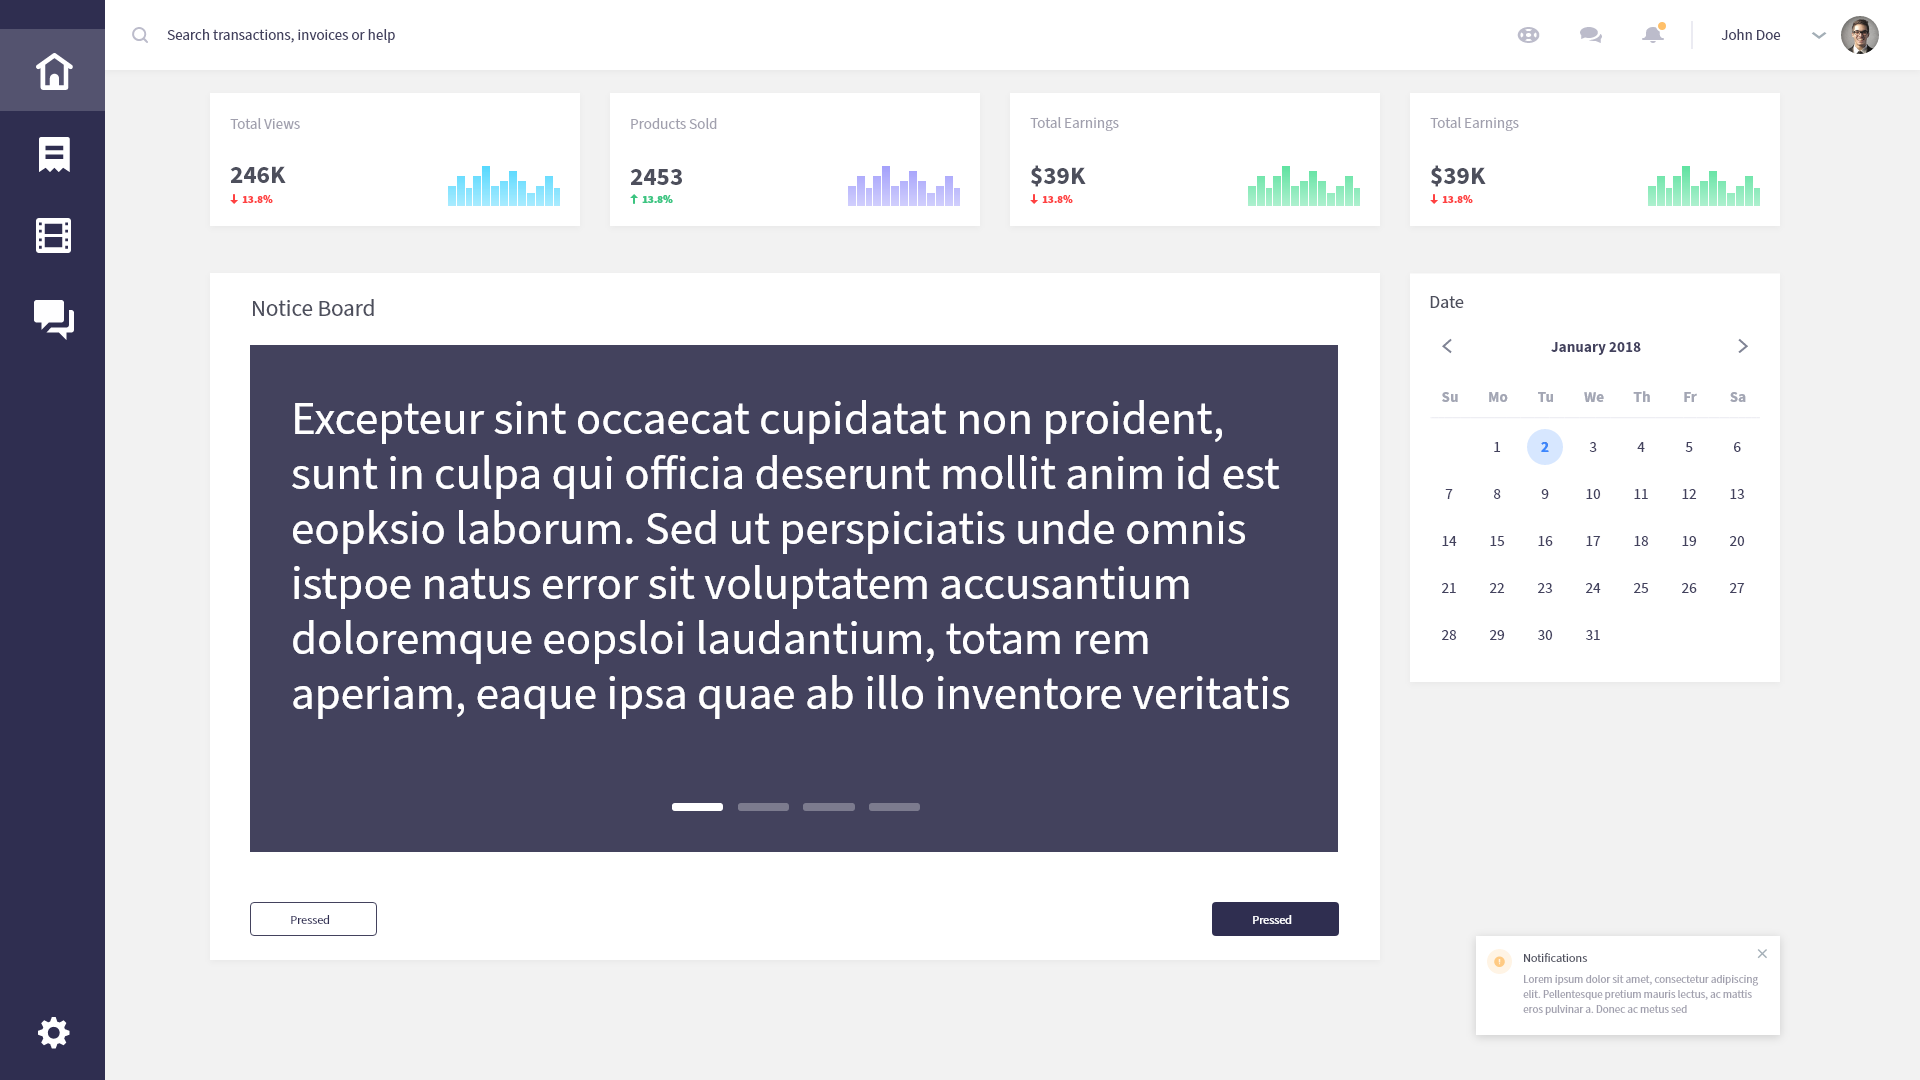 Search transactions, invoices or help
John Doe
Total Views
246K
13.8%
Products Sold
2453
13.8%
Total Earnings
$39K
13.8%
Total Earnings
$39K
13.8%
Notice Board
Excepteur sint occaecat cupidatat non proident,
sunt in culpa qui officia deserunt mollit anim id est
eopksio laborum. Sed ut perspiciatis unde omnis
istpoe natus error sit voluptatem accusantium
doloremque eopsloi laudantium, totam rem
aperiam, eaque ipsa quae ab illo inventore veritatis
Pressed
Pressed
Date
January 2018
Su Mo Tu We Th Fr Sa
1 2 3 4 5 6
7 8 9 10 11 12 13
14 15 16 17 18 19 20
21 22 23 24 25 26 27
28 29 30 31
Notifications
Lorem ipsum dolor sit amet, consectetur adipiscing
elit. Pellentesque pretium mauris lectus, ac mattis
eros pulvinar a. Donec ac metus sed